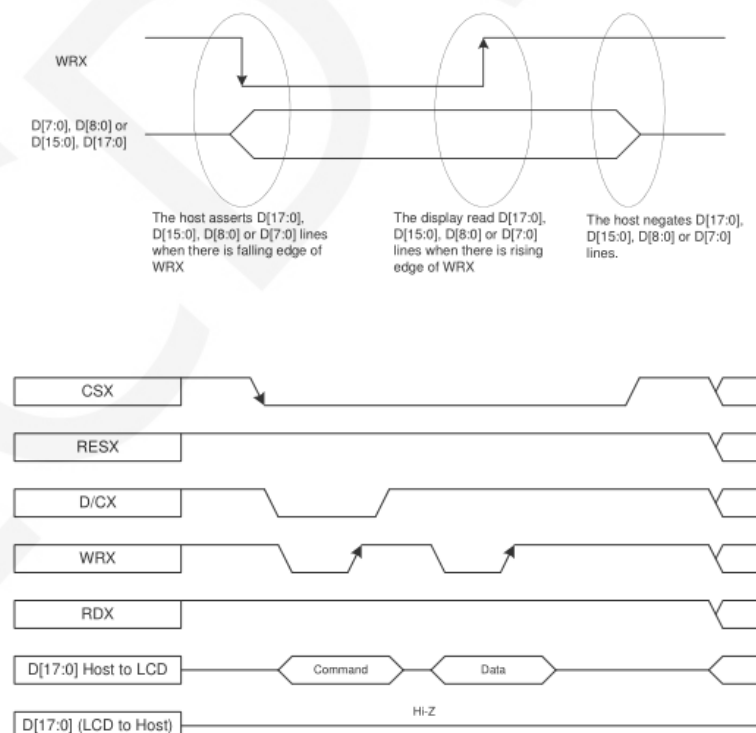 WRX
D[7:0], D[8:0] or
D[15:0], D[17:0]
The host asserts D[17:0],
D[15:0], D[8:0] or D[7:0] lines
when there is falling edge of
WRX
The display read D[17:0],
D[15:0], D[8:0] or D[7:0]
lines when there is rising
edge of WRX
The host negates D[17:0],
D[15:0], D[8:0] or D[7:0]
lines.
CSX
RESX
D/CX
WRX
RDX
D[17:0] Host to LCD
Command
Data
D[17:0] (LCD to Host)
Hi-Z